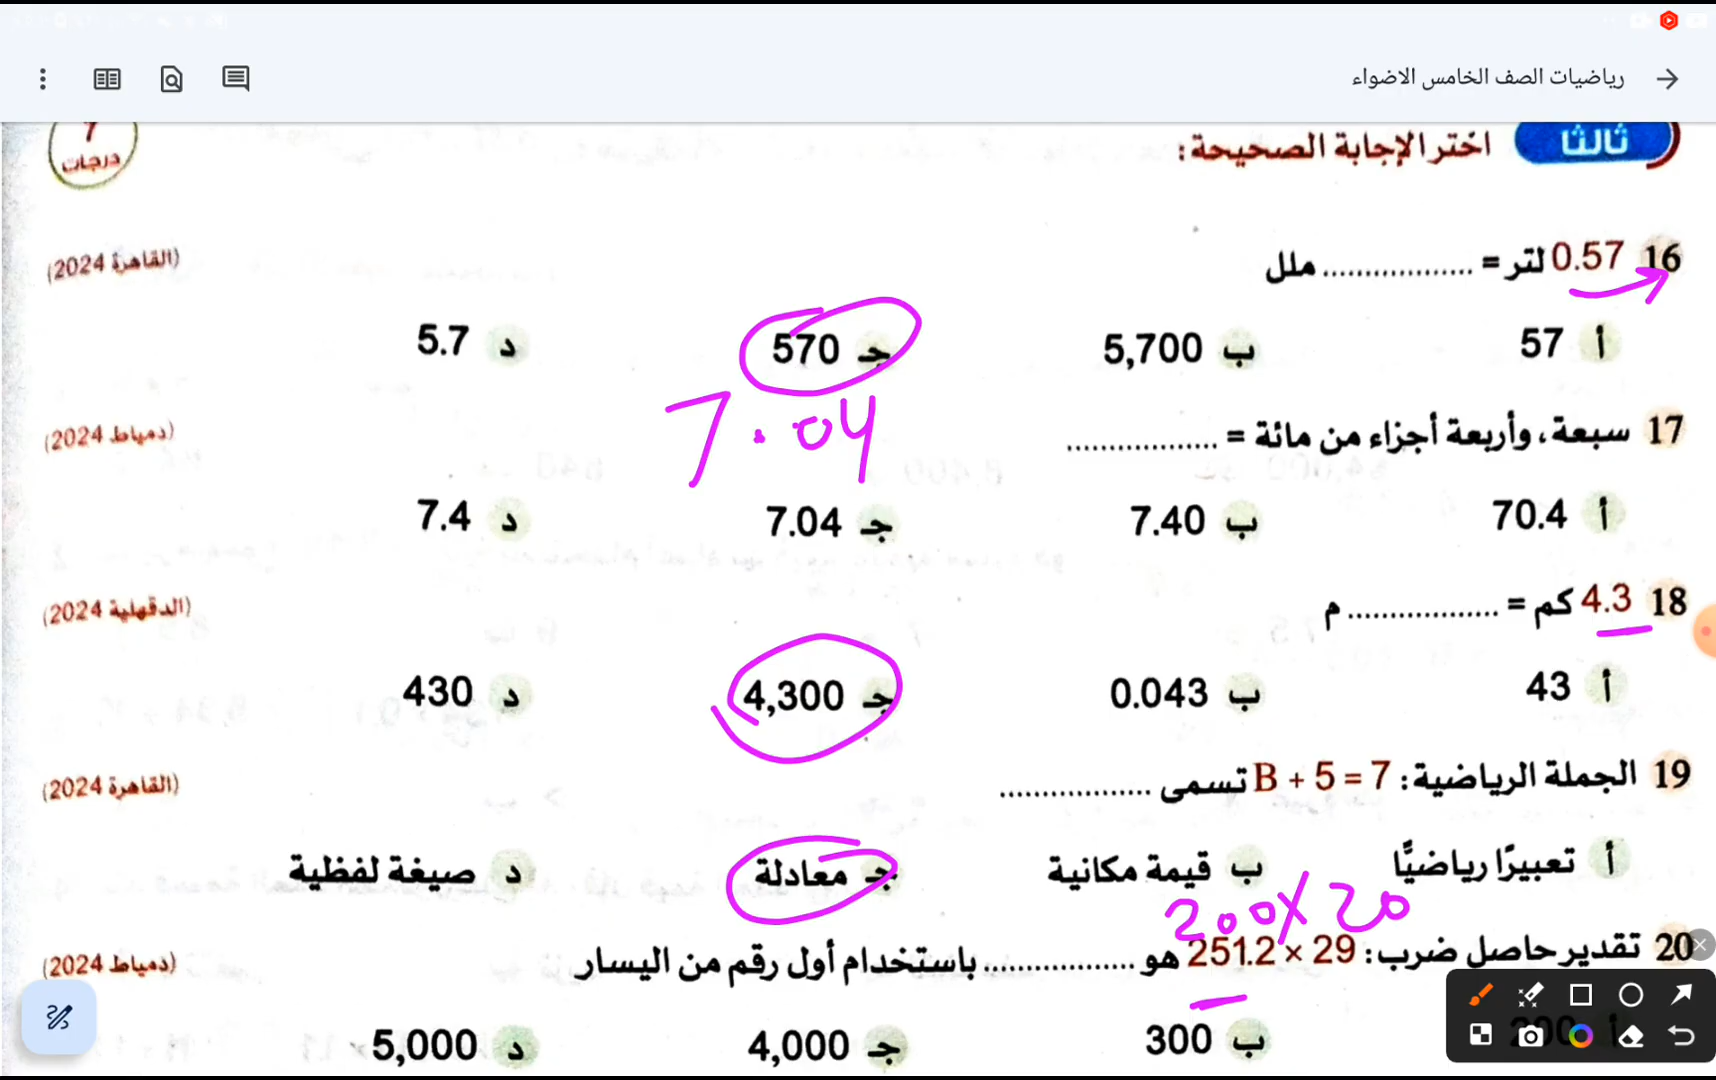 رياضيات الصف الخامس الاضواء
ثالثا اختر الإجابة الصحيحة:
7 درجات
16 0.57 لتر = .................. ملل (القاهرة 2024)
أ 57 ب 5,700 جـ 570 د 5.7
7.04
17 سبعة، وأربعة أجزاء من مائة = .................. (دمياط 2024)
أ 70.4 ب 7.40 جـ 7.04 د 7.4
18 4.3 كم = .................. م (الدقهلية 2024)
أ 43 ب 0.043 جـ 4,300 د 430
19 الجملة الرياضية: B + 5 = 7 تسمى .................. (القاهرة 2024)
أ تعبيرًا رياضيًّا ب قيمة مكانية جـ معادلة د صيغة لفظية
200 X 20
20 تقدير حاصل ضرب: 251.2 × 29 هو .................. باستخدام أول رقم من اليسار (دمياط 2024)
أ 200 ب 300 جـ 4,000 د 5,000